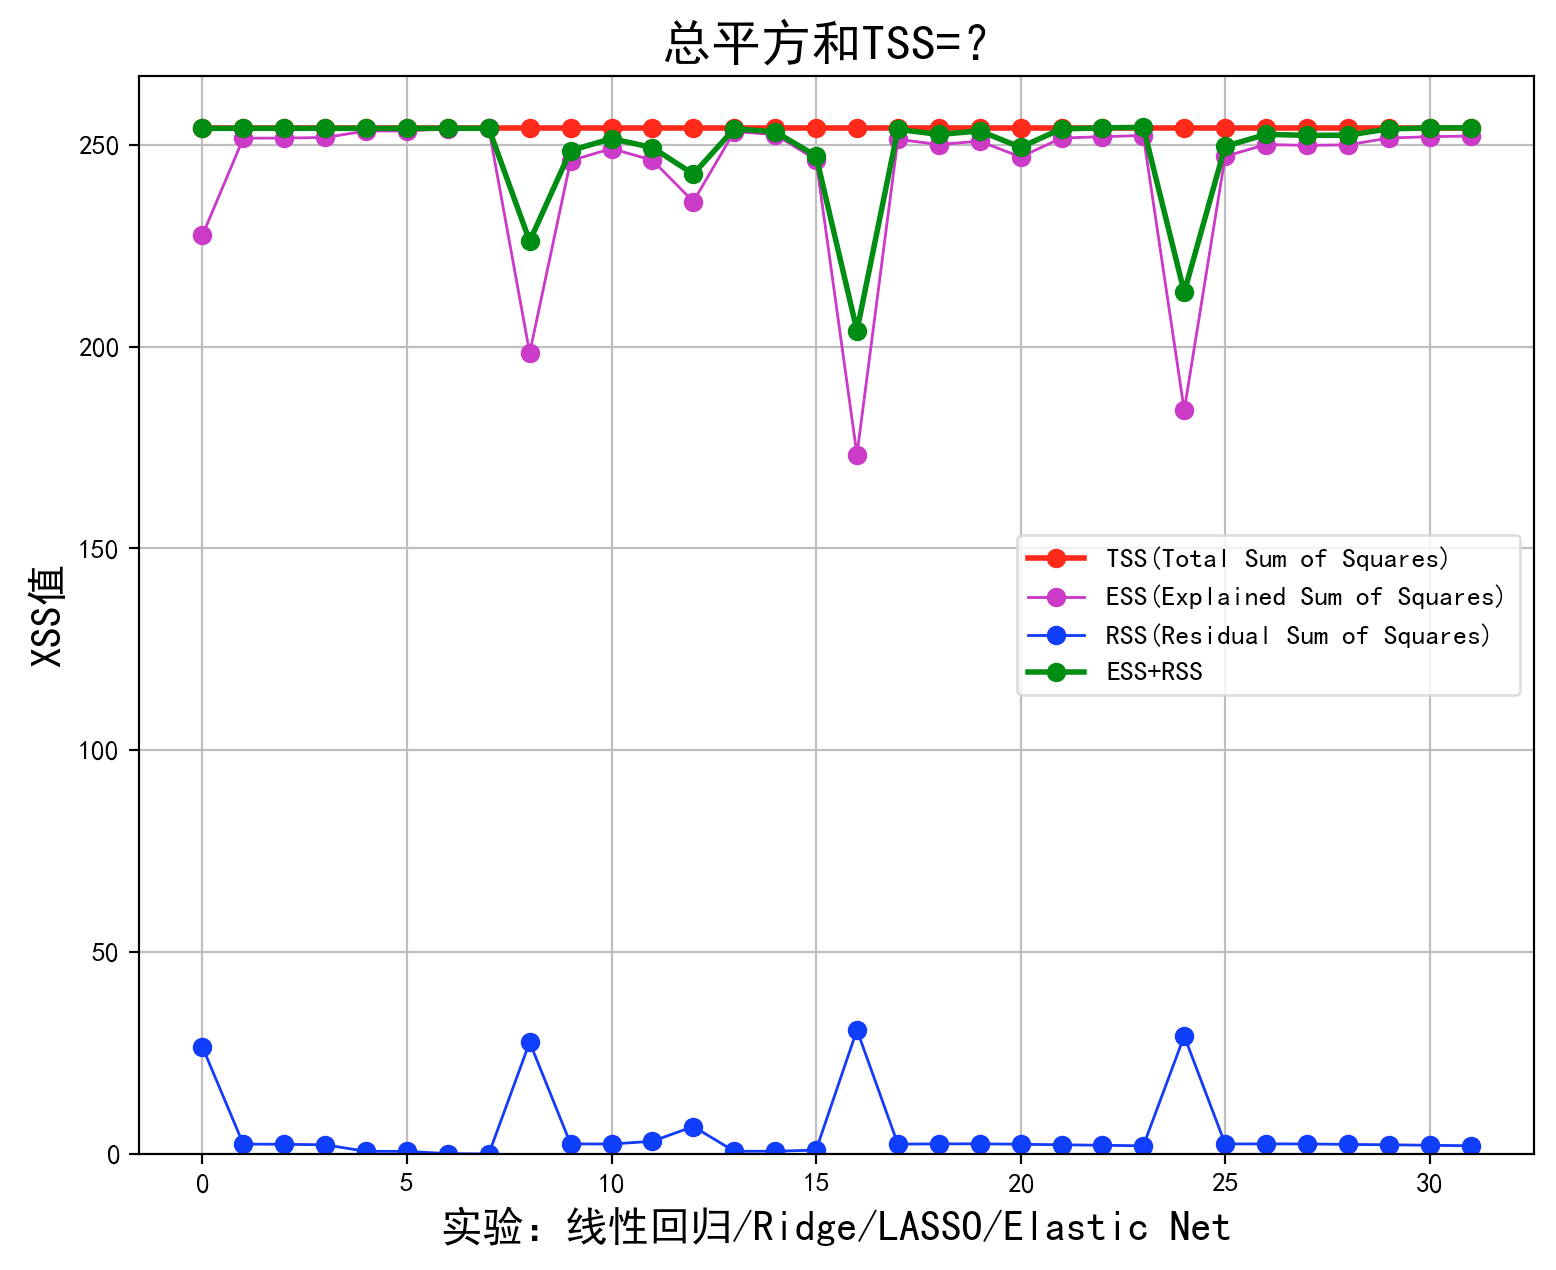 总平方和TSS=?
250
200
150
100
50
0
XSS值
TSS(Total Sum of Squares)
ESS(Explained Sum of Squares)
RSS(Residual Sum of Squares)
ESS+RSS
0 5 10 15 20 25 30
实验：线性回归/Ridge/LASSO/Elastic Net